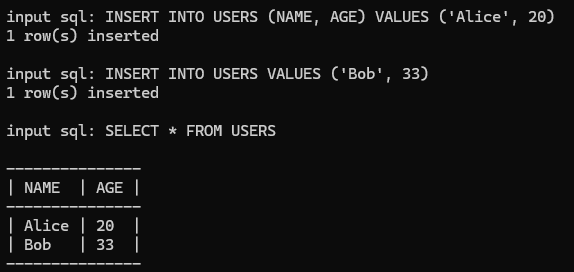 input sql: INSERT INTO USERS (NAME, AGE) VALUES ('Alice', 20)
1 row(s) inserted
input sql: INSERT INTO USERS VALUES ('Bob', 33)
1 row(s) inserted
input sql: SELECT * FROM USERS
---------------
| NAME  | AGE |
---------------
| Alice | 20  |
| Bob   | 33  |
---------------